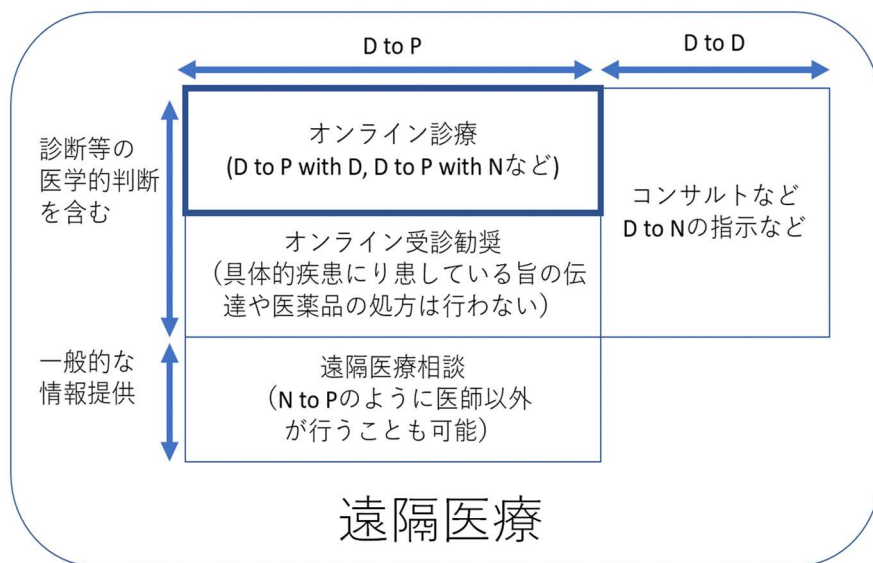 D to P
D to D
診断等の
医学的判断
を含む
オンライン診療
(D to P with D, D to P with Nなど)
コンサルトなど
D to Nの指示など
オンライン受診勧奨
（具体的疾患にり患している旨の伝
達や医薬品の処方は行わない）
一般的な
情報提供
遠隔医療相談
（N to Pのように医師以外
が行うことも可能）
遠隔医療